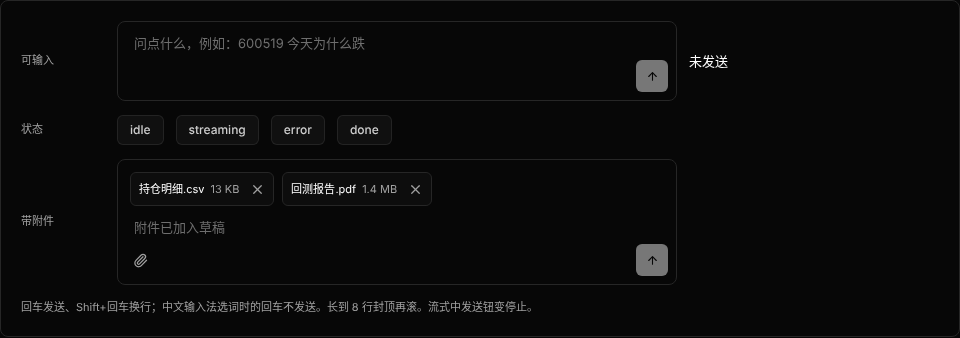 可输入
问点什么，例如：600519 今天为什么跌
未发送
状态
idle streaming error done
带附件
持仓明细.csv 13 KB 回测报告.pdf 1.4 MB
附件已加入草稿
回车发送、Shift+回车换行；中文输入法选词时的回车不发送。长到 8 行封顶再滚。流式中发送钮变停止。